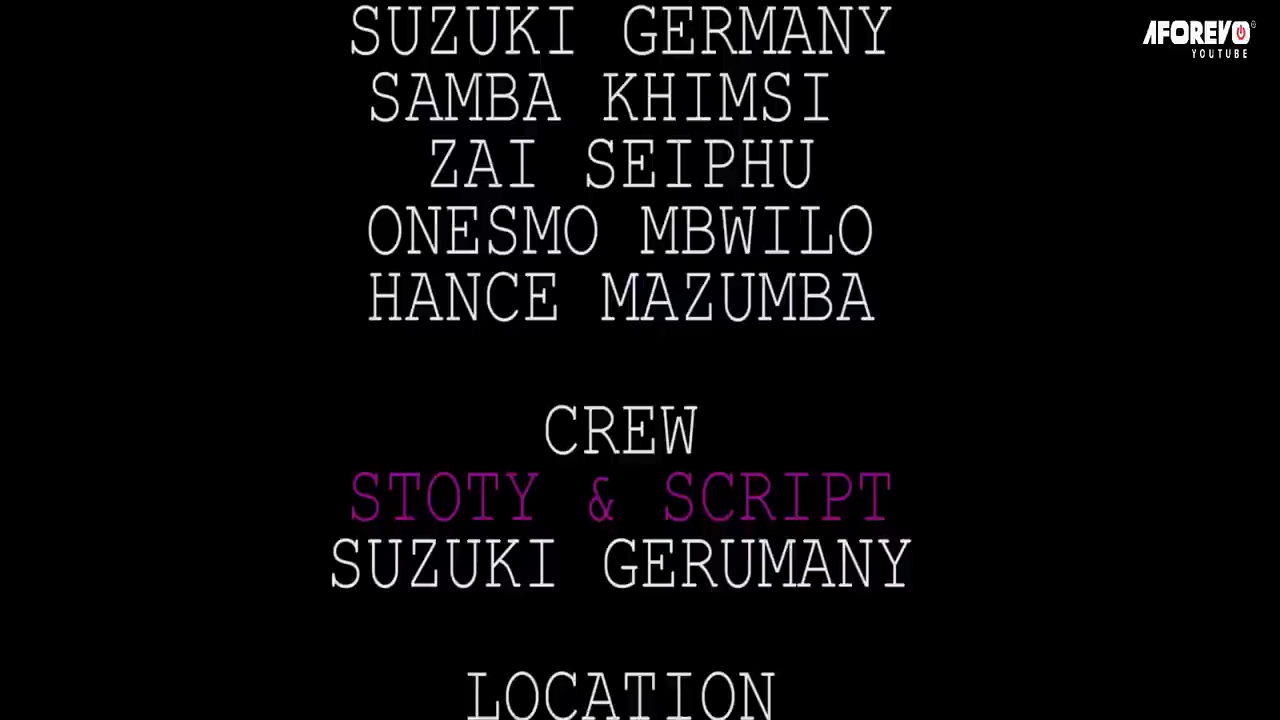 SUZUKI GERMANY
SAMBA KHIMSI
ZAI SEIPHU
ONESMO MBWILO
HANCE MAZUMBA
CREW
STOTY & SCRIPT
SUZUKI GERUMANY
LOCATION
AFOREVO
YOUTUBE